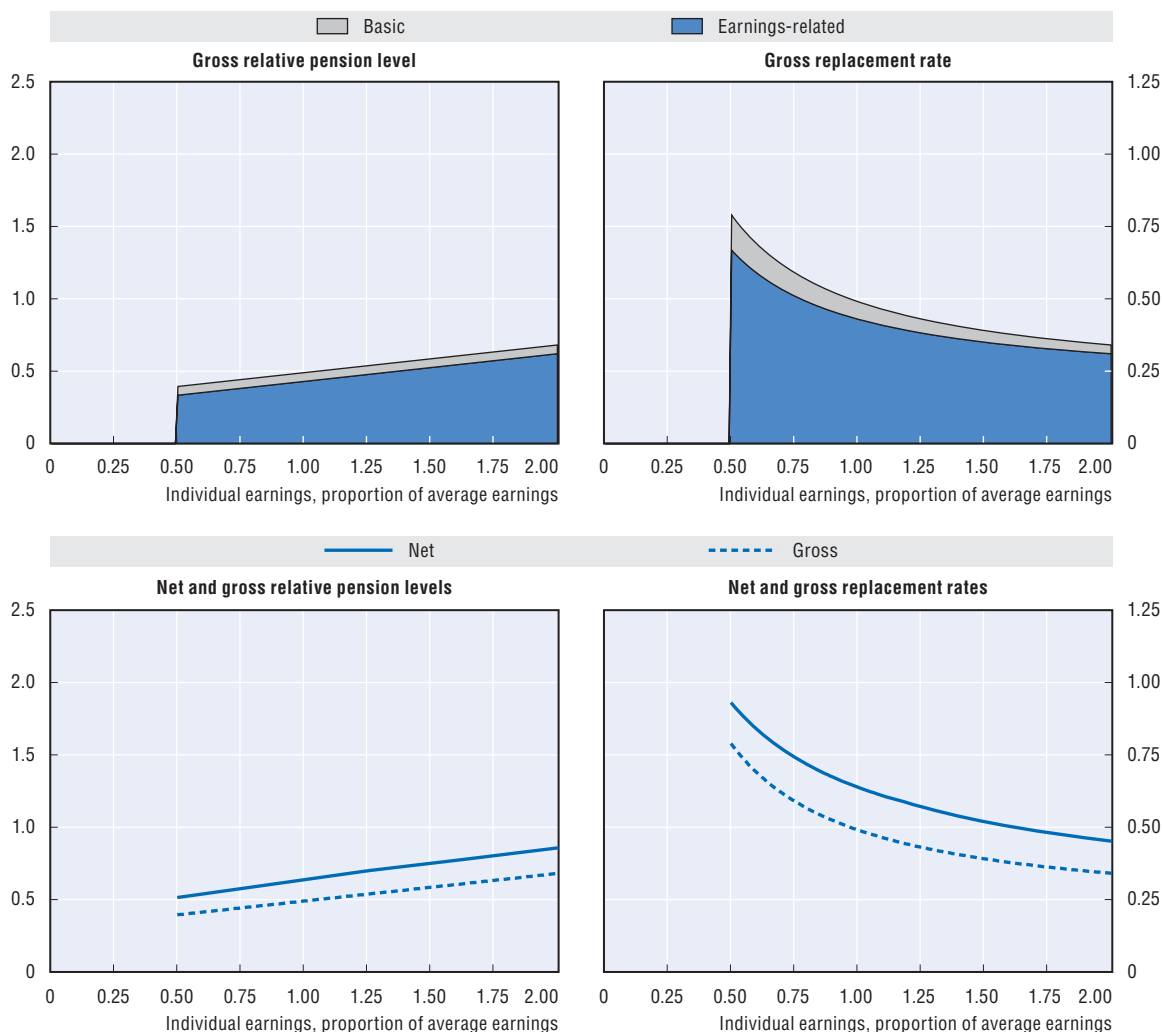 Basic Earnings-related
Gross relative pension level
2.5
2.0
1.5
1.0
0.5
0
0 0.25 0.50 0.75 1.00 1.25 1.50 1.75 2.00
Individual earnings, proportion of average earnings
Gross replacement rate
1.25
1.00
0.75
0.50
0.25
0
0 0.25 0.50 0.75 1.00 1.25 1.50 1.75 2.00
Individual earnings, proportion of average earnings
Net Gross
Net and gross relative pension levels
2.5
2.0
1.5
1.0
0.5
0
0 0.25 0.50 0.75 1.00 1.25 1.50 1.75 2.00
Individual earnings, proportion of average earnings
Net and gross replacement rates
1.25
1.00
0.75
0.50
0.25
0
0 0.25 0.50 0.75 1.00 1.25 1.50 1.75 2.00
Individual earnings, proportion of average earnings